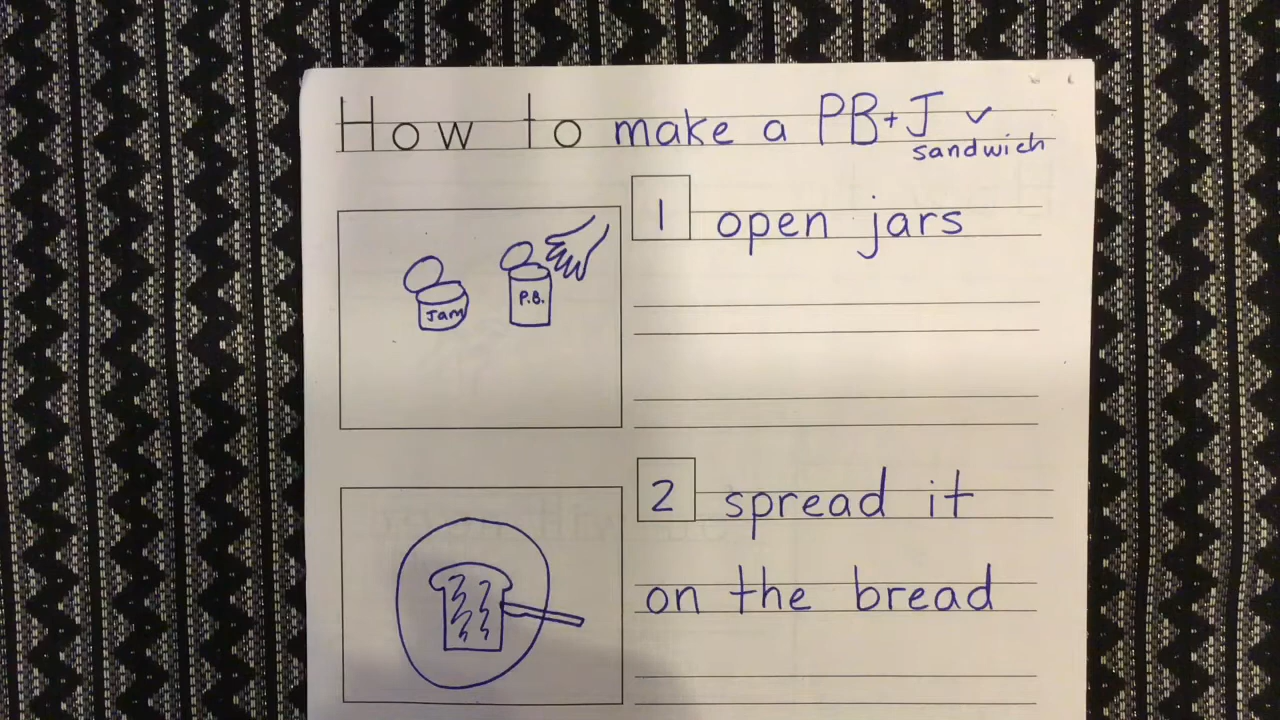 How to make a PB+J ✓
sandwich
1 open jars
Jam
P.B.
2 spread it
on the bread